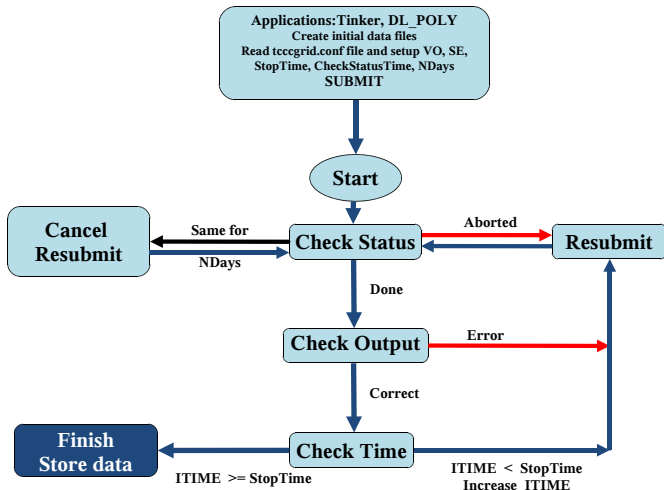 Applications:Tinker, DL_POLY
Create initial data files
Read tcccgrid.conf file and setup VO, SE,
StopTime, CheckStatusTime, NDays
SUBMIT
Start
Cancel
Resubmit
Same for
NDays
Check Status
Aborted
Resubmit
Done
Check Output
Error
Correct
Finish
Store data
Check Time
ITIME >= StopTime
ITIME < StopTime
Increase ITIME